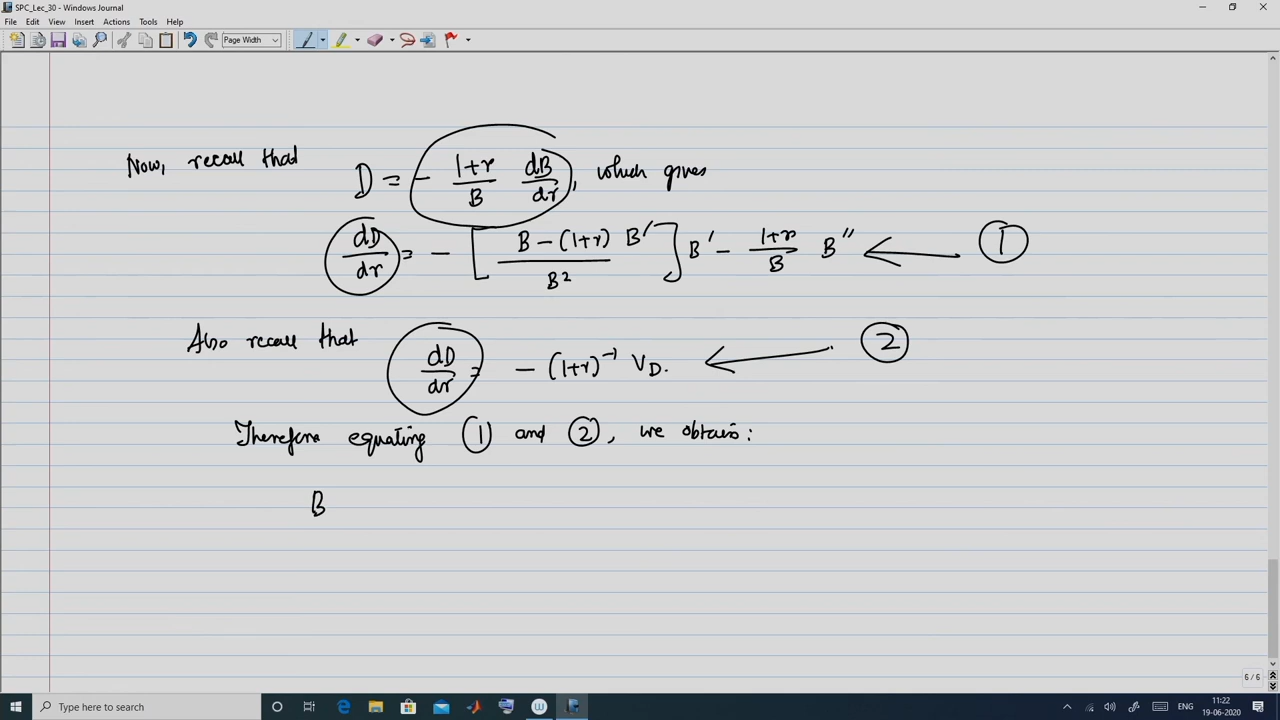 SPC_Lec_30 - Windows Journal
File Edit View Insert Actions Tools Help
Page Width
Now, recall that D = - (1+r)/B dB/dr, which gives
dD/dr = - [ (B - (1+r) B′)/B² ] B′ - (1+r)/B B″ ← 1
Also recall that dD/dr = - (1+r)⁻¹ V_D. ← 2
Therefore equating 1 and 2, we obtain:
B
6 / 6
Type here to search
ENG
11:22
19-06-2020